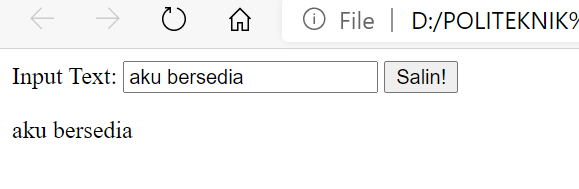 File | D:/POLITEKNIK%
Input Text: aku bersedia Salin!
aku bersedia